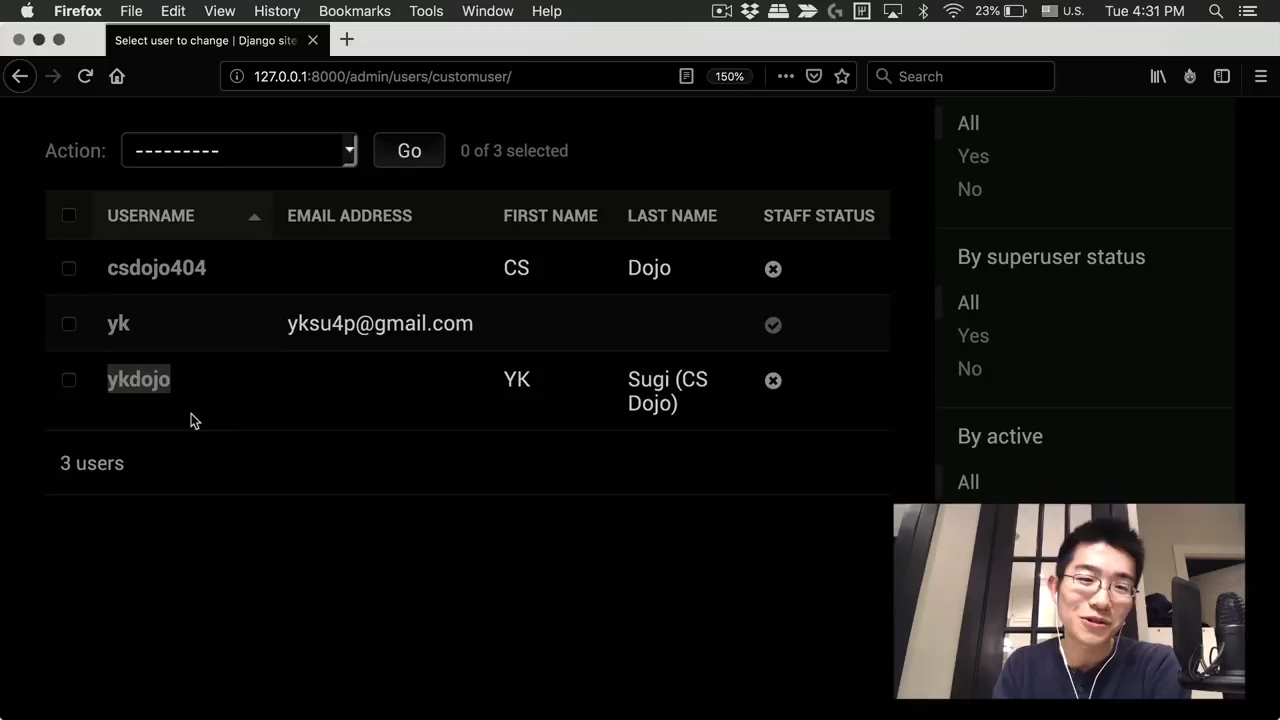 Firefox File Edit View History Bookmarks Tools Window Help 23% U.S. Tue 4:31 PM
Select user to change | Django site
127.0.0.1:8000/admin/users/customuser/ 150% Search
Action: --------- Go 0 of 3 selected
USERNAME EMAIL ADDRESS FIRST NAME LAST NAME STAFF STATUS
csdojo404 CS Dojo
yk yksu4p@gmail.com
ykdojo YK Sugi (CS
Dojo)
3 users
All
Yes
No
By superuser status
All
Yes
No
By active
All